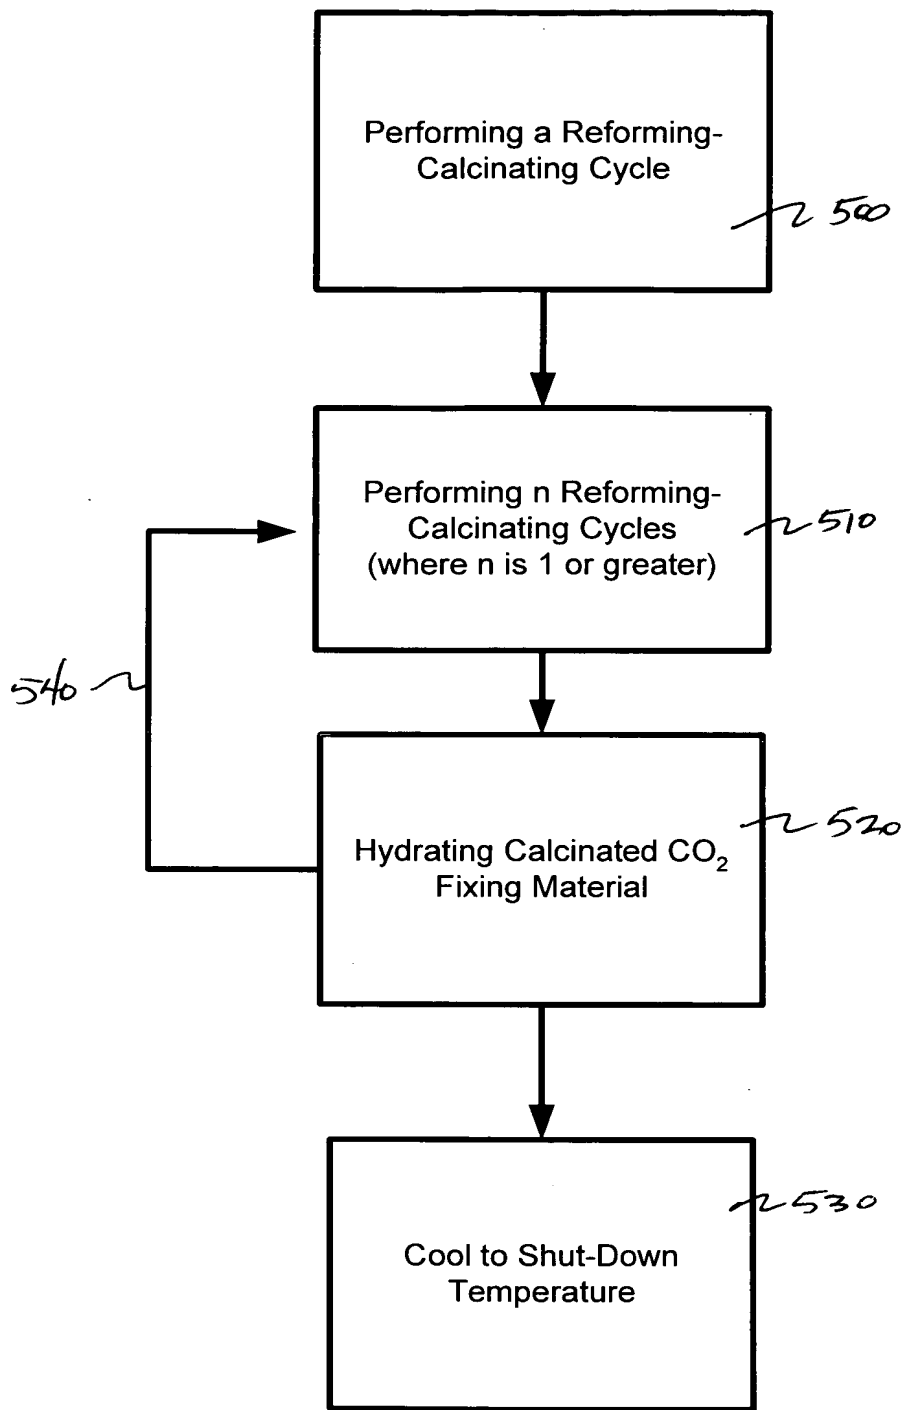 Performing a Reforming-
Calcinating Cycle
500
Performing n Reforming-
Calcinating Cycles
(where n is 1 or greater)
510
540
Hydrating Calcinated CO₂
Fixing Material
520
Cool to Shut-Down
Temperature
530